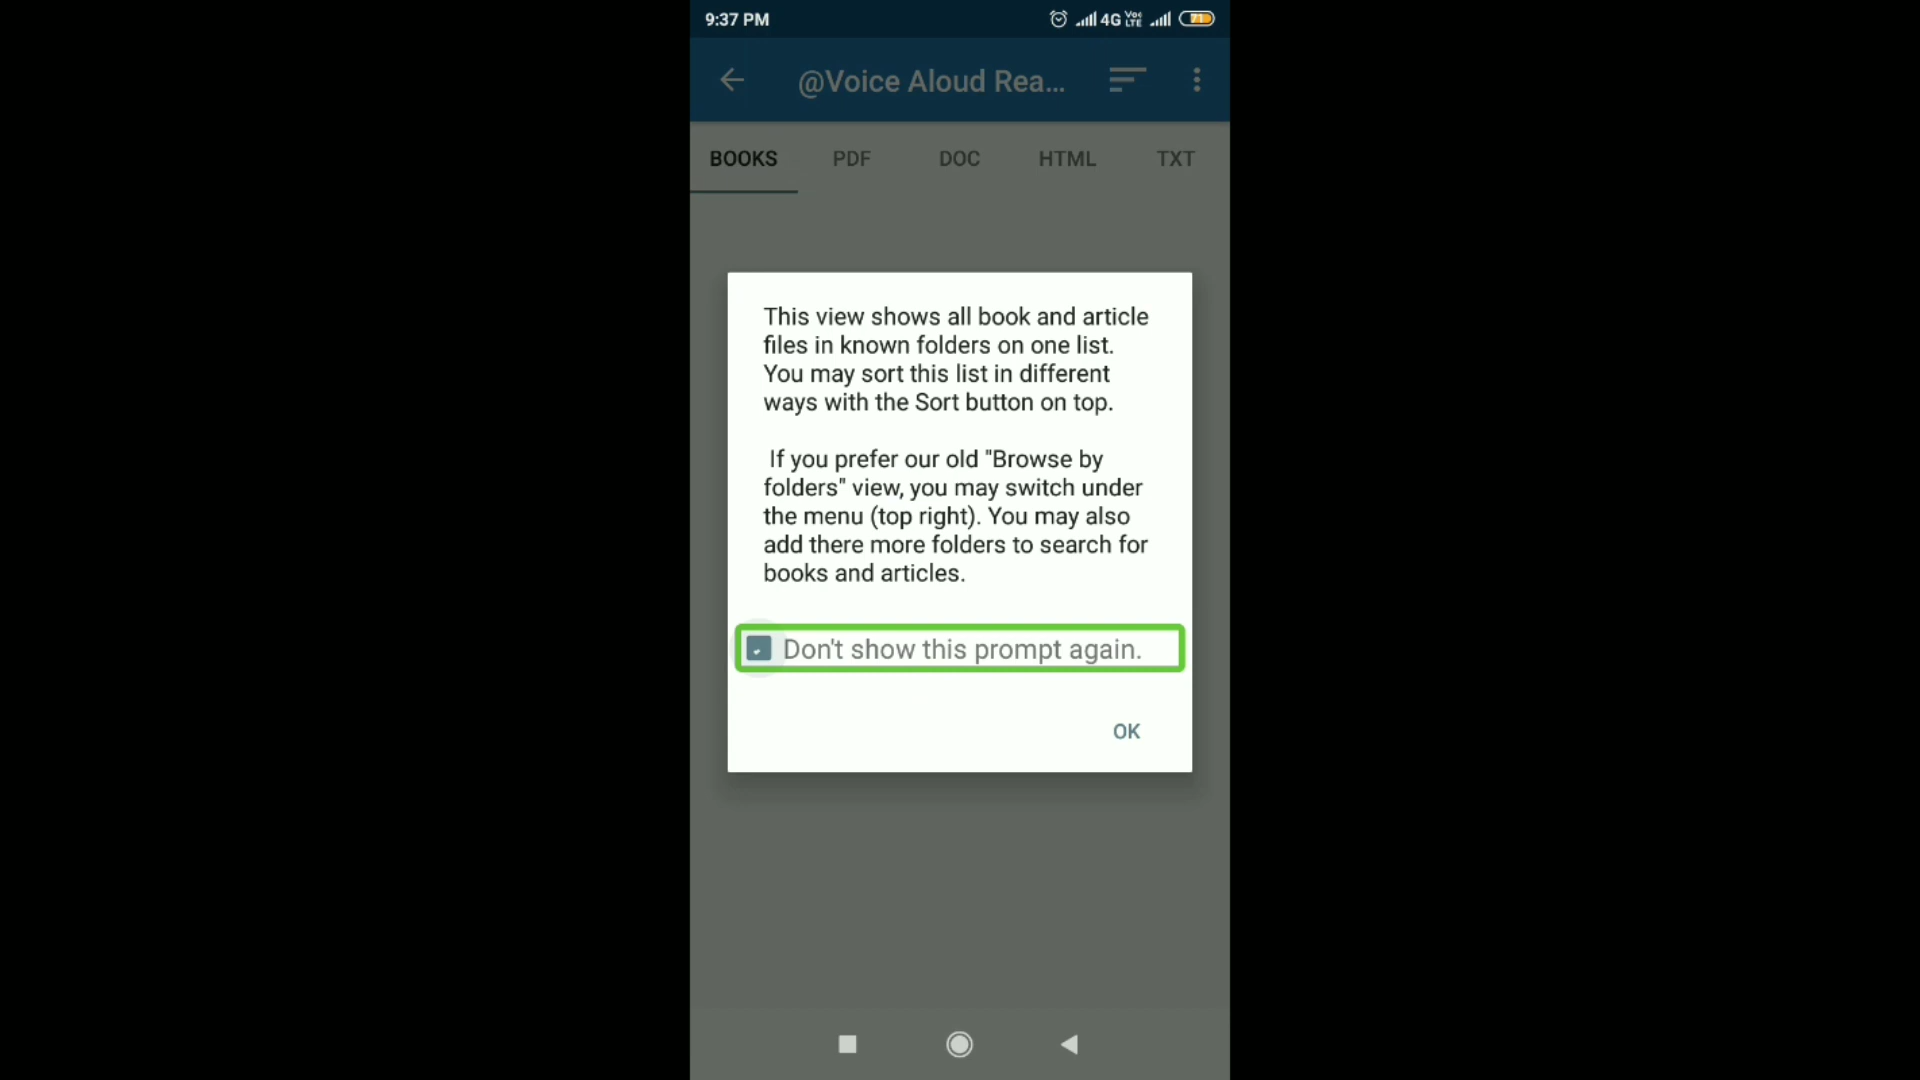 9:37 PM
4G Vo LTE 71
@Voice Aloud Rea...
BOOKS PDF DOC HTML TXT
This view shows all book and article
files in known folders on one list.
You may sort this list in different
ways with the Sort button on top.
If you prefer our old "Browse by
folders" view, you may switch under
the menu (top right). You may also
add there more folders to search for
books and articles.
Don't show this prompt again.
OK